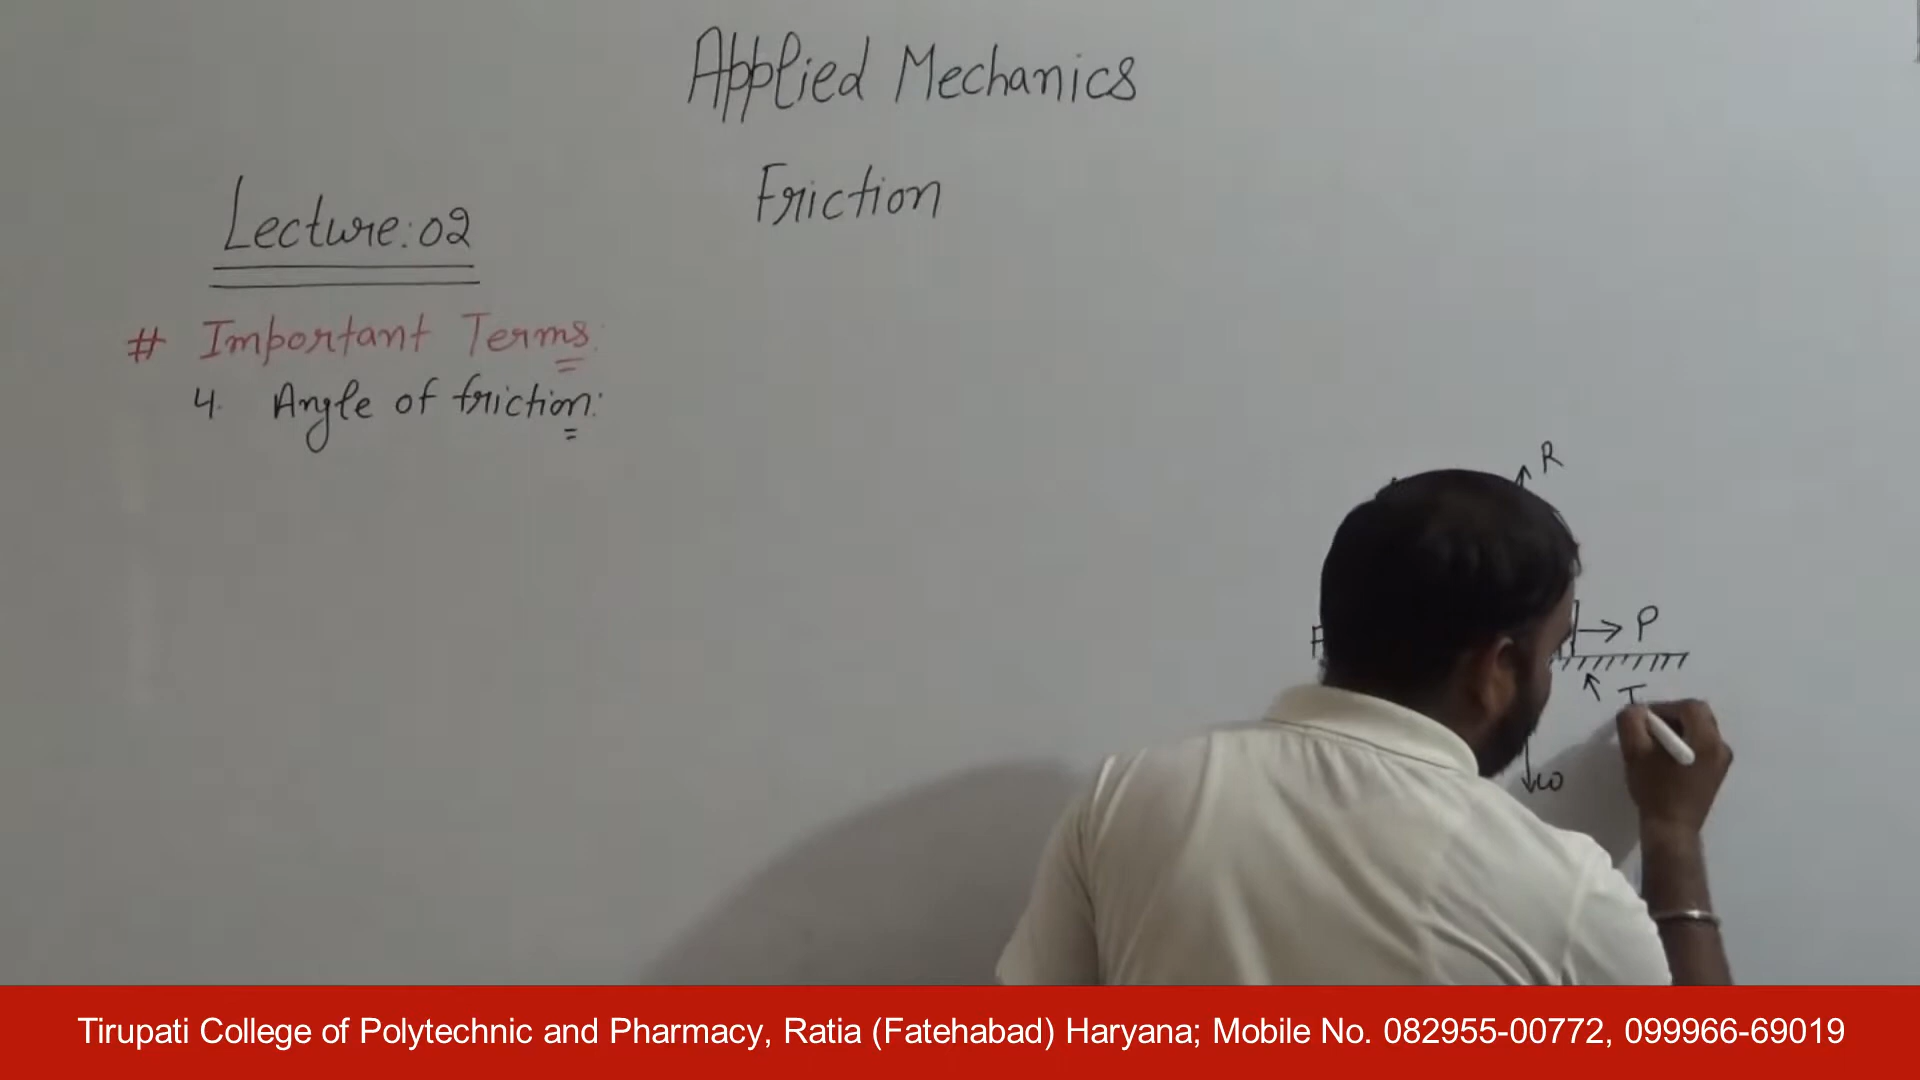 Applied Mechanics
Friction
Lecture: 02
# Important Terms:
4. Angle of friction:
R
F
P
W
Tirupati College of Polytechnic and Pharmacy, Ratia (Fatehabad) Haryana; Mobile No. 082955-00772, 099966-69019